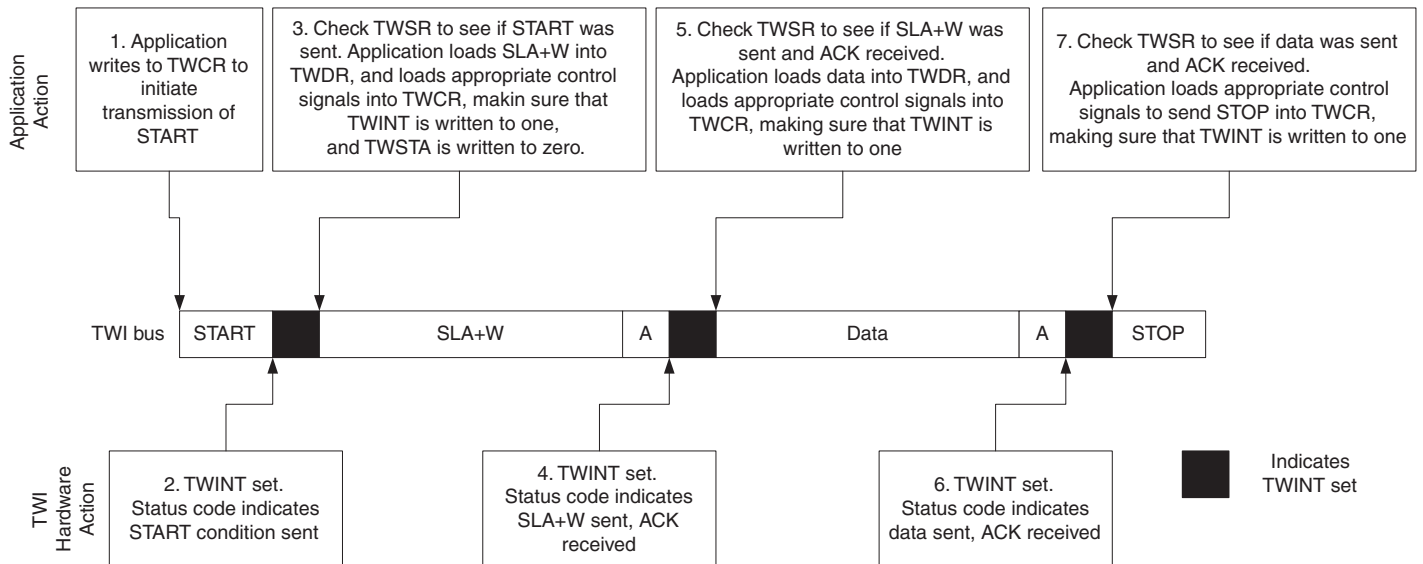 Application
Action
1. Application
writes to TWCR to
initiate
transmission of
START
3. Check TWSR to see if START was
sent. Application loads SLA+W into
TWDR, and loads appropriate control
signals into TWCR, makin sure that
TWINT is written to one,
and TWSTA is written to zero.
5. Check TWSR to see if SLA+W was
sent and ACK received.
Application loads data into TWDR, and
loads appropriate control signals into
TWCR, making sure that TWINT is
written to one
7. Check TWSR to see if data was sent
and ACK received.
Application loads appropriate control
signals to send STOP into TWCR,
making sure that TWINT is written to one
TWI bus
START
SLA+W
A
Data
A
STOP
TWI
Hardware
Action
2. TWINT set.
Status code indicates
START condition sent
4. TWINT set.
Status code indicates
SLA+W sent, ACK
received
6. TWINT set.
Status code indicates
data sent, ACK received
Indicates
TWINT set